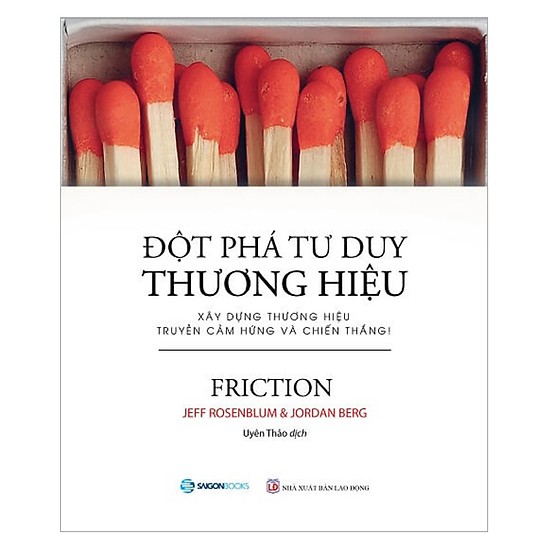 ĐỘT PHÁ TƯ DUY
THƯƠNG HIỆU
XÂY DỰNG THƯƠNG HIỆU
TRUYỀN CẢM HỨNG VÀ CHIẾN THẮNG!
FRICTION
JEFF ROSENBLUM & JORDAN BERG
Uyên Thảo dịch
SAIGONBOOKS
LĐ NHÀ XUẤT BẢN LAO ĐỘNG